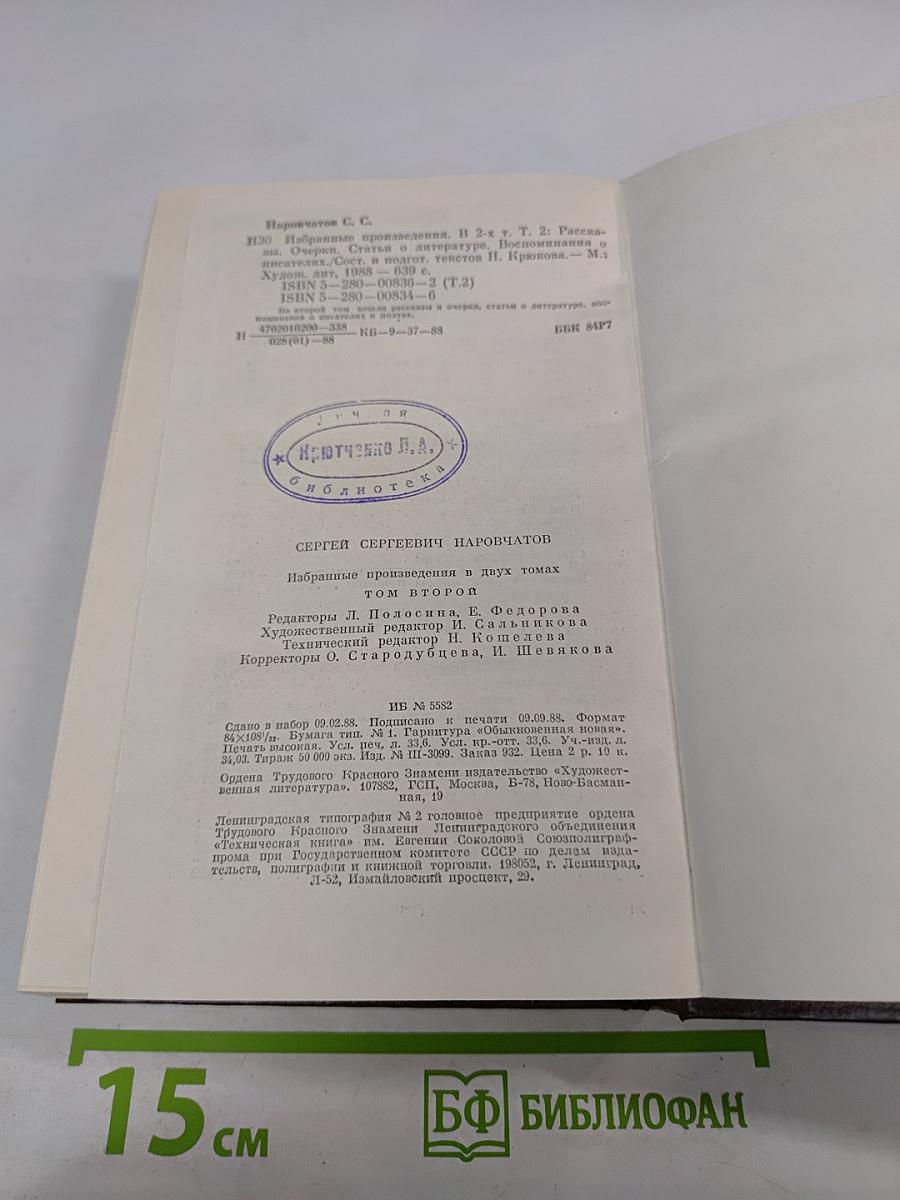 Наровчатов С. С.
Н30 Избранные произведения. В 2-х т. Т. 2: Расска-
зы. Очерки. Статьи о литературе. Воспоминания о
писателях./Сост. и подгот. текстов Н. Крюкова.— М.:
Худож. лит, 1988 — 639 с.
ISBN 5—280—00836—2 (Т.2)
ISBN 5—280—00834—6
Во второй том вошли рассказы и очерки, статьи о литературе, вос-
поминания о писателях и поэтах.
Н 4702010200—338 КБ—9—37—88 ББК 84Р7
028(01)—88
Крютченко Л.А.
библиотека
СЕРГЕЙ СЕРГЕЕВИЧ НАРОВЧАТОВ
Избранные произведения в двух томах
ТОМ ВТОРОЙ
Редакторы Л. Полосина, Е. Федорова
Художественный редактор И. Сальникова
Технический редактор Н. Кошелева
Корректоры О. Стародубцева, И. Шевякова
ИБ № 5582
Сдано в набор 09.02.88. Подписано к печати 09.09.88. Формат
84×108¹/₃₂. Бумага тип. № 1. Гарнитура «Обыкновенная новая».
Печать высокая. Усл. печ. л. 33,6. Усл. кр.-отт. 33,6. Уч.-изд. л.
34,03. Тираж 50 000 экз. Изд. № III-3099. Заказ 932. Цена 2 р. 10 к.
Ордена Трудового Красного Знамени издательство «Художест-
венная литература». 107882, ГСП, Москва, Б-78, Ново-Басман-
ная, 19
Ленинградская типография № 2 головное предприятие ордена
Трудового Красного Знамени Ленинградского объединения
«Техническая книга» им. Евгении Соколовой Союзполиграф-
прома при Государственном комитете СССР по делам изда-
тельств, полиграфии и книжной торговли. 198052, г. Ленинград,
Л-52, Измайловский проспект, 29.
15 см
БФ БИБЛИОФАН